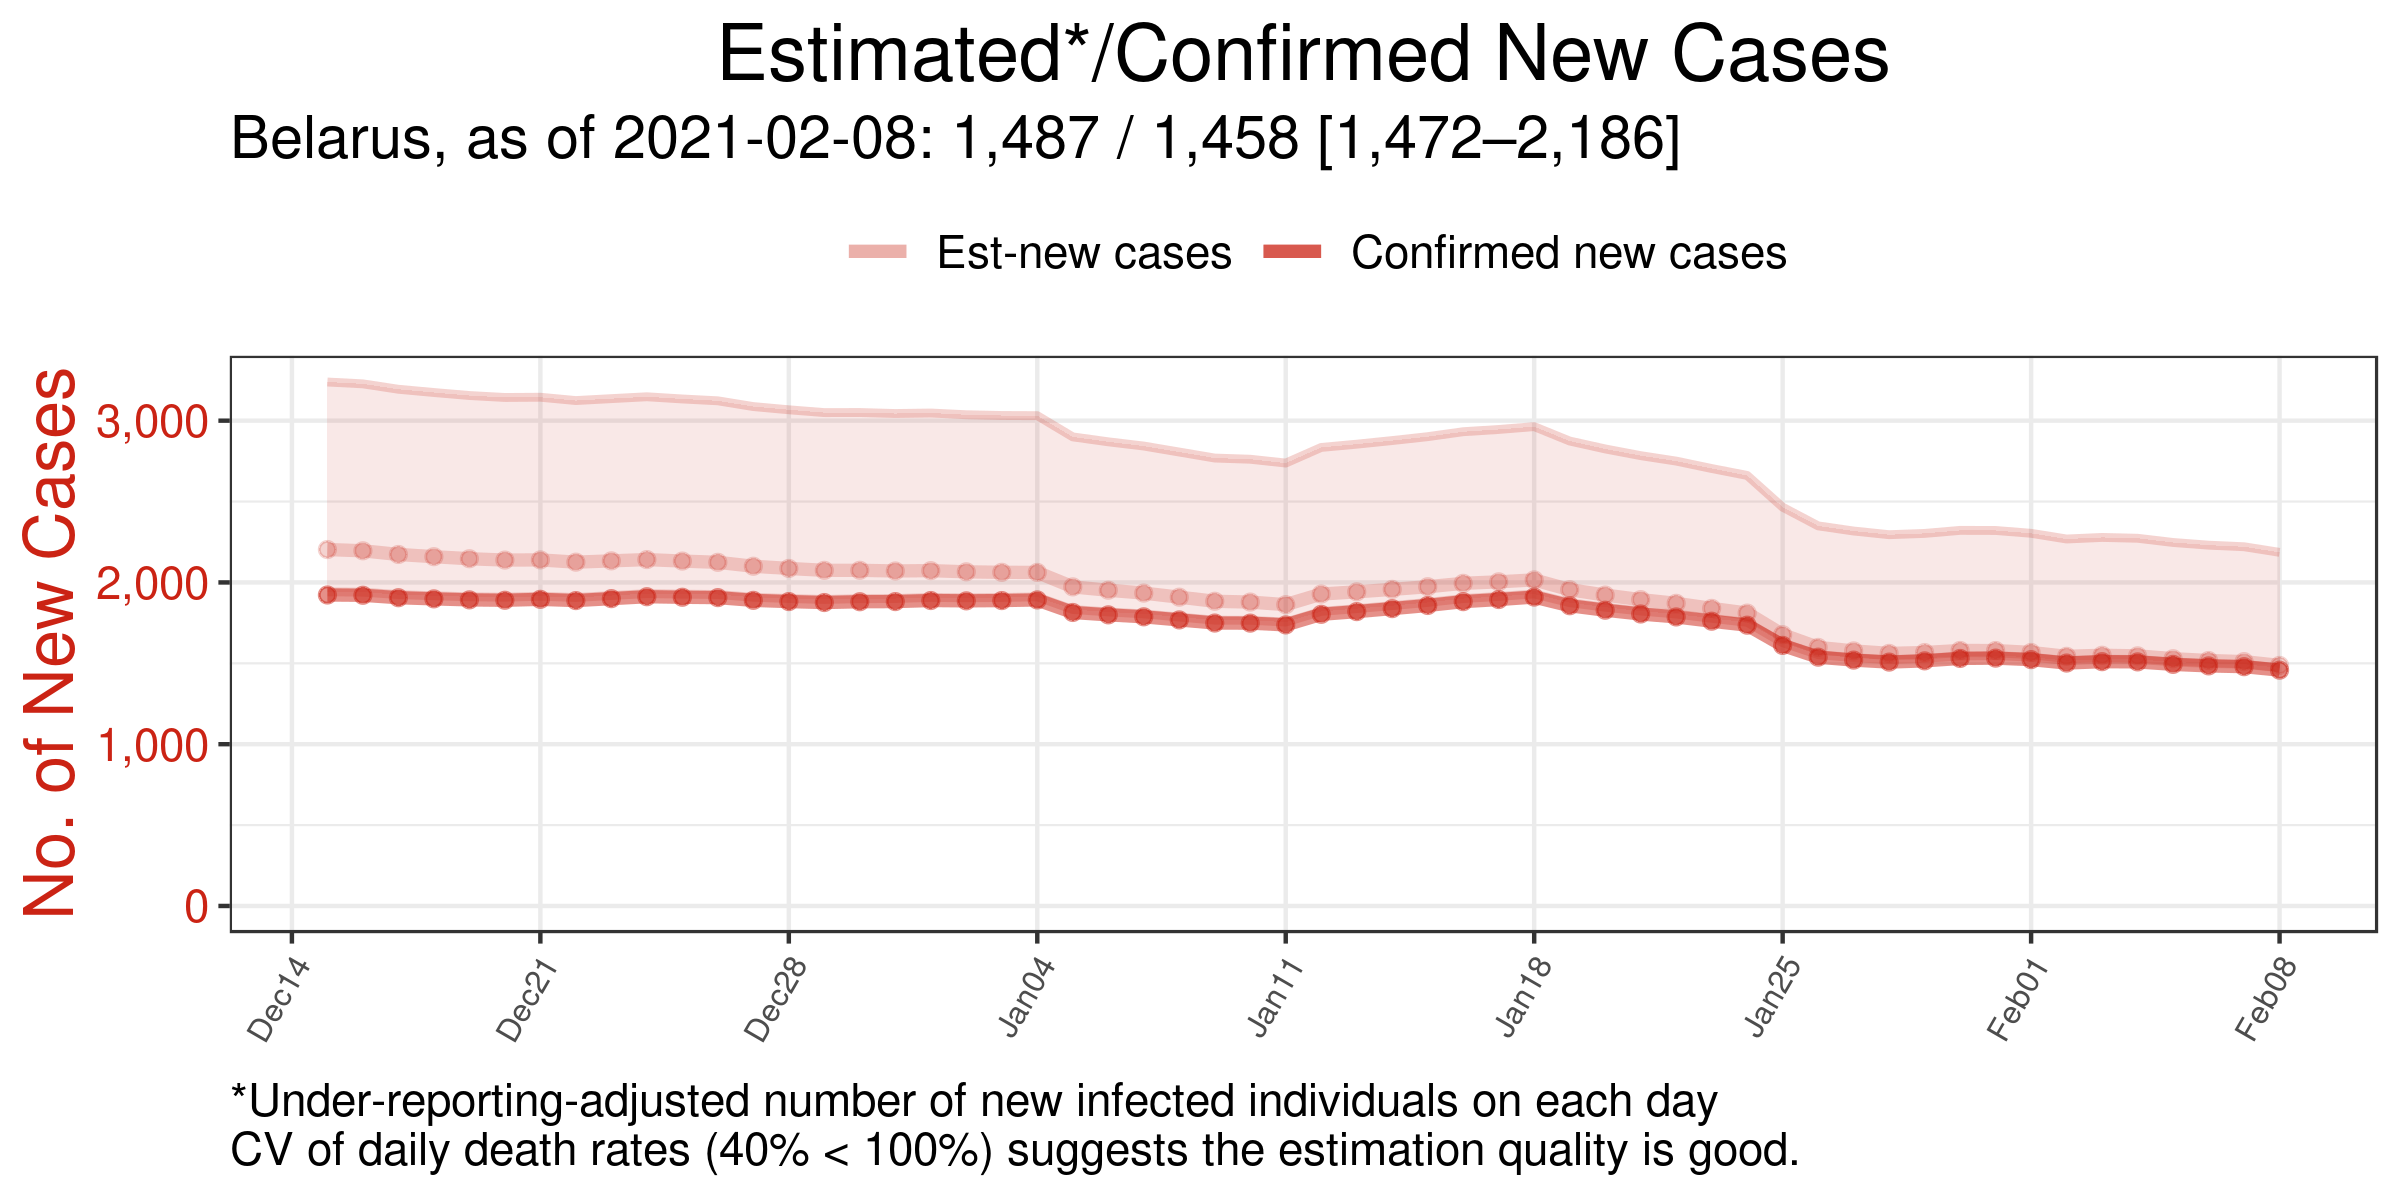 Estimated*/Confirmed New Cases
Belarus, as of 2021-02-08: 1,487 / 1,458 [1,472–2,186]
Est-new cases Confirmed new cases
No. of New Cases
3,000
2,000
1,000
0
Dec14 Dec21 Dec28 Jan04 Jan11 Jan18 Jan25 Feb01 Feb08
*Under-reporting-adjusted number of new infected individuals on each day
CV of daily death rates (40% < 100%) suggests the estimation quality is good.